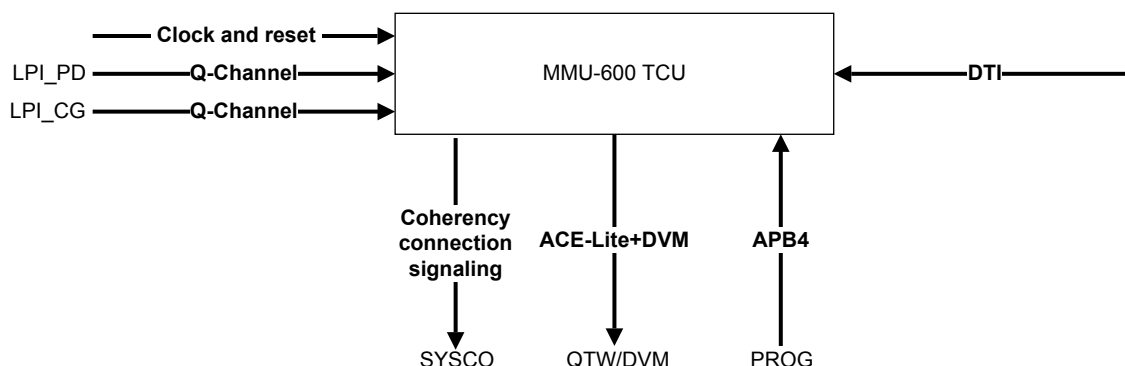 Clock and reset
LPI_PD
Q-Channel
MMU-600 TCU
DTI
LPI_CG
Q-Channel
Coherency
connection
signaling
ACE-Lite+DVM
APB4
SYSCO
QTW/DVM
PROG